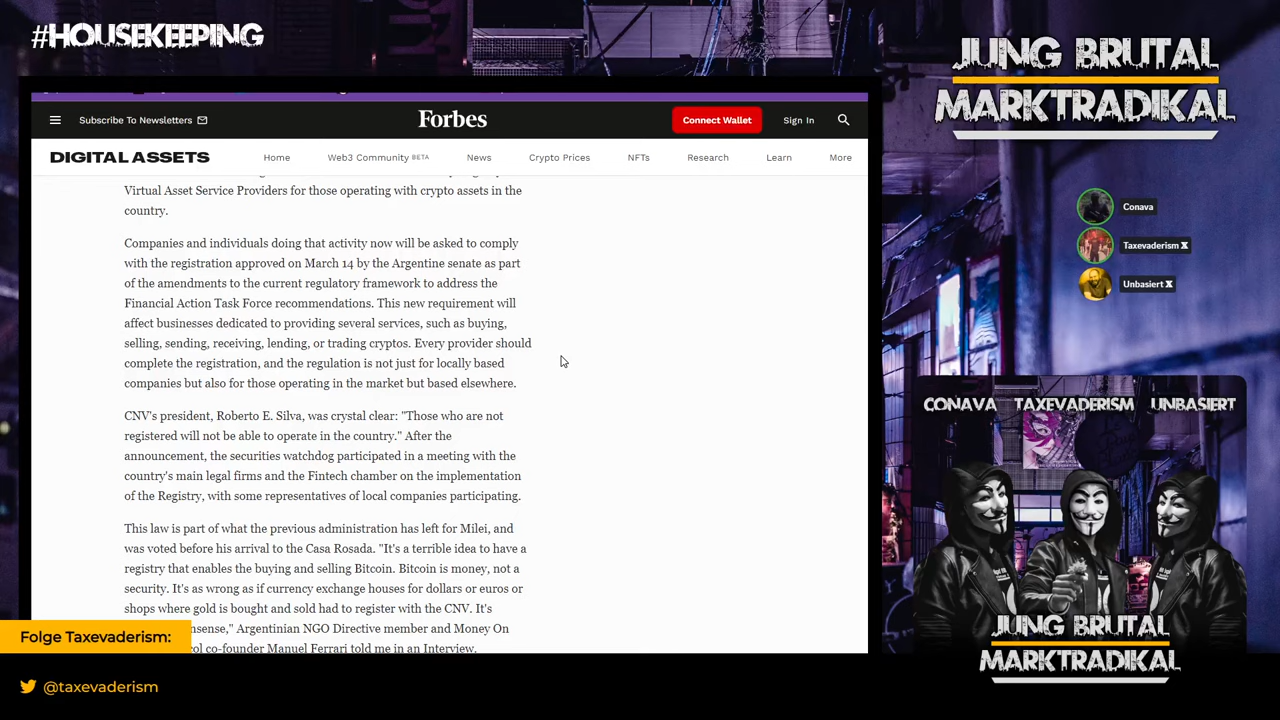 #HOUSEKEEPING
JUNG BRUTAL
MARKTRADIKAL
Subscribe To Newsletters
Forbes
Connect Wallet
Sign In
DIGITAL ASSETS
Home
Web3 Community BETA
News
Crypto Prices
NFTs
Research
Learn
More
Virtual Asset Service Providers for those operating with crypto assets in the
country.
Companies and individuals doing that activity now will be asked to comply
with the registration approved on March 14 by the Argentine senate as part
of the amendments to the current regulatory framework to address the
Financial Action Task Force recommendations. This new requirement will
affect businesses dedicated to providing several services, such as buying,
selling, sending, receiving, lending, or trading cryptos. Every provider should
complete the registration, and the regulation is not just for locally based
companies but also for those operating in the market but based elsewhere.
CNV's president, Roberto E. Silva, was crystal clear: "Those who are not
registered will not be able to operate in the country." After the
announcement, the securities watchdog participated in a meeting with the
country's main legal firms and the Fintech chamber on the implementation
of the Registry, with some representatives of local companies participating.
This law is part of what the previous administration has left for Milei, and
was voted before his arrival to the Casa Rosada. "It's a terrible idea to have a
registry that enables the buying and selling Bitcoin. Bitcoin is money, not a
security. It's as wrong as if currency exchange houses for dollars or euros or
shops where gold is bought and sold had to register with the CNV. It's
nsense," Argentinian NGO Directive member and Money On
rol co-founder Manuel Ferrari told me in an Interview.
Conava
Taxevaderism X
Unbasiert X
CONAVA TAXEVADERISM UNBASIERT
JUNG BRUTAL
MARKTRADIKAL
Folge Taxevaderism:
@taxevaderism